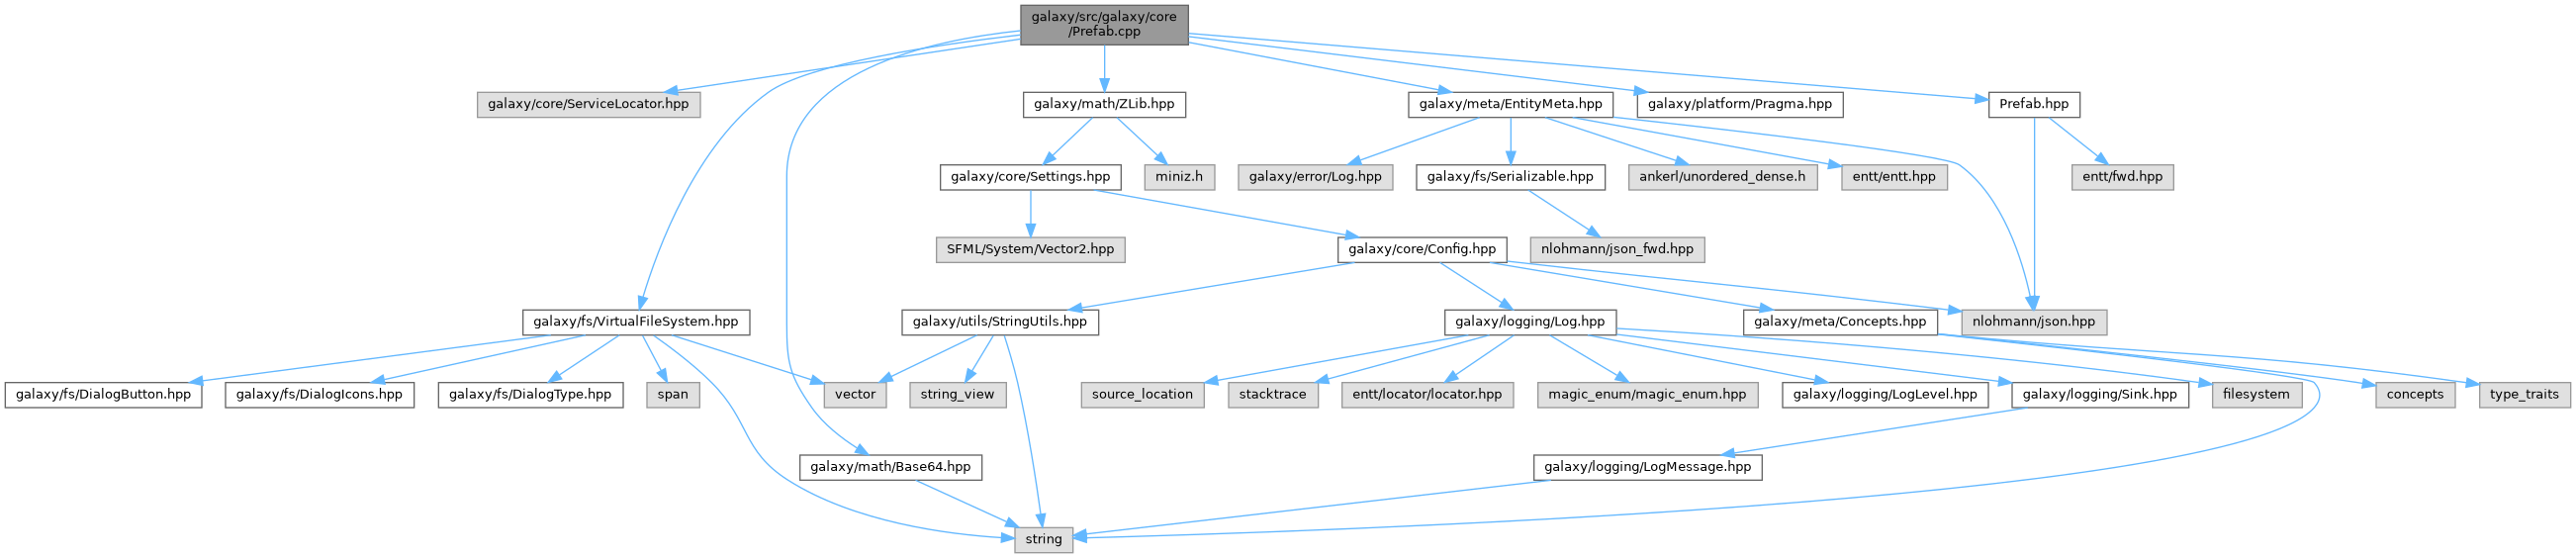 galaxy/src/galaxy/core
/Prefab.cpp
galaxy/core/ServiceLocator.hpp
galaxy/math/ZLib.hpp
galaxy/meta/EntityMeta.hpp
galaxy/platform/Pragma.hpp
Prefab.hpp
galaxy/core/Settings.hpp
miniz.h
galaxy/error/Log.hpp
galaxy/fs/Serializable.hpp
ankerl/unordered_dense.h
entt/entt.hpp
entt/fwd.hpp
SFML/System/Vector2.hpp
galaxy/core/Config.hpp
nlohmann/json_fwd.hpp
galaxy/fs/VirtualFileSystem.hpp
galaxy/utils/StringUtils.hpp
galaxy/logging/Log.hpp
galaxy/meta/Concepts.hpp
nlohmann/json.hpp
galaxy/fs/DialogButton.hpp
galaxy/fs/DialogIcons.hpp
galaxy/fs/DialogType.hpp
span
vector
string_view
source_location
stacktrace
entt/locator/locator.hpp
magic_enum/magic_enum.hpp
galaxy/logging/LogLevel.hpp
galaxy/logging/Sink.hpp
filesystem
concepts
type_traits
galaxy/math/Base64.hpp
galaxy/logging/LogMessage.hpp
string